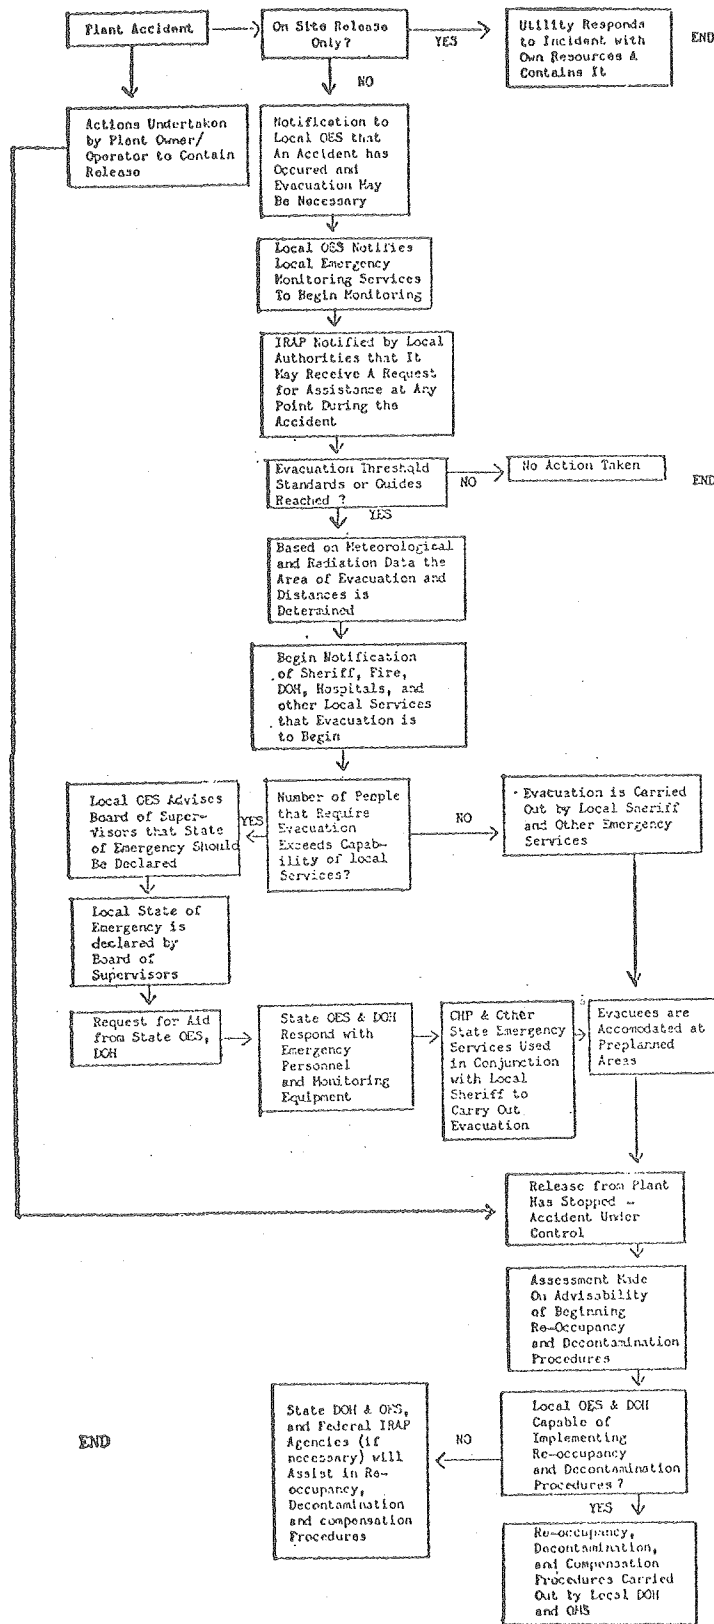 Plant Accident
On Site Release
Only?
YES
Utility Responds
to Incident with
Own Resources &
Contains It
END
NO
Actions Undertaken
by Plant Owner/
Operator to Contain
Release
Notification to
Local OES that
An Accident has
Occured and
Evacuation May
Be Necessary
Local OES Notifies
Local Emergency
Monitoring Services
To Begin Monitoring
IRAP Notified by Local
Authorities that It
May Receive A Request
for Assistance at Any
Point During the
Accident
Evacuation Threshold
Standards or Guides
Reached ?
NO
No Action Taken
END
YES
Based on Meteorological
and Radiation Data the
Area of Evacuation and
Distances is
Determined
Begin Notification
of Sheriff, Fire,
DOH, Hospitals, and
other Local Services
that Evacuation is
to Begin
Local OES Advises
Board of Super-
visors that State
of Emergency Should
Be Declared
YES
Number of People
that Require
Evacuation
Exceeds Capab-
ility of local
Services?
NO
Evacuation is Carried
Out by Local Sheriff
and Other Emergency
Services
Local State of
Emergency is
declared by
Board of
Supervisors
Request for Aid
from State OES,
DOH
State OES & DOH
Respond with
Emergency
Personnel
and Monitoring
Equipment
CHP & Other
State Emergency
Services Used
in Conjunction
with Local
Sheriff to
Carry Out
Evacuation
Evacuees are
Accomodated at
Preplanned
Areas
Release from Plant
Has Stopped –
Accident Under
Control
Assessment Made
On Advisability
of Beginning
Re-Occupancy
and Decontamination
Procedures
Local OES & DOH
Capable of
Implementing
Re-occupancy
and Decontamination
Procedures ?
NO
State DOH & OES,
and Federal IRAP
Agencies (if
necessary) will
Assist in Re-
occupancy,
Decontamination
and compensation
Procedures
END
YES
Re-occupancy,
Decontamination,
and Compensation
Procedures Carried
Out by Local DOH
and OHS